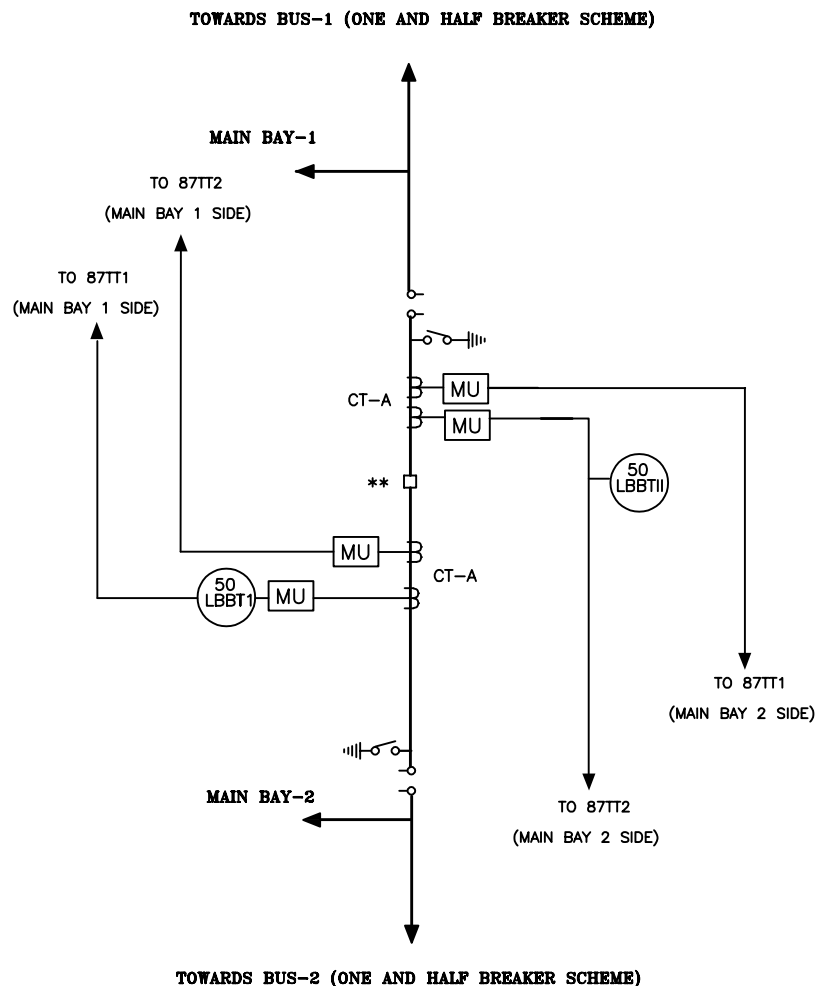 TOWARDS BUS-1 (ONE AND HALF BREAKER SCHEME)
MAIN BAY-1
TO 87TT2
(MAIN BAY 1 SIDE)
TO 87TT1
(MAIN BAY 1 SIDE)
CT-A
MU
MU
**
50
LBBTII
MU
CT-A
50
LBBT1
MU
TO 87TT1
(MAIN BAY 2 SIDE)
MAIN BAY-2
TO 87TT2
(MAIN BAY 2 SIDE)
TOWARDS BUS-2 (ONE AND HALF BREAKER SCHEME)